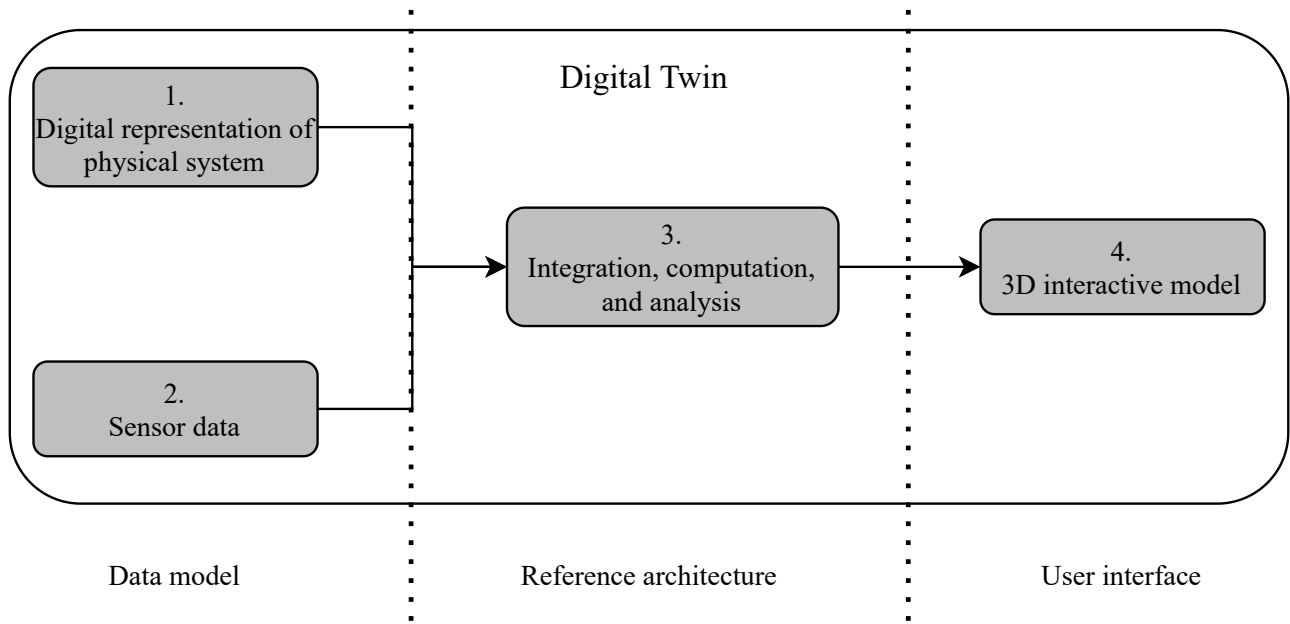 Digital Twin
1.
Digital representation of
physical system
2.
Sensor data
3.
Integration, computation,
and analysis
4.
3D interactive model
Data model
Reference architecture
User interface